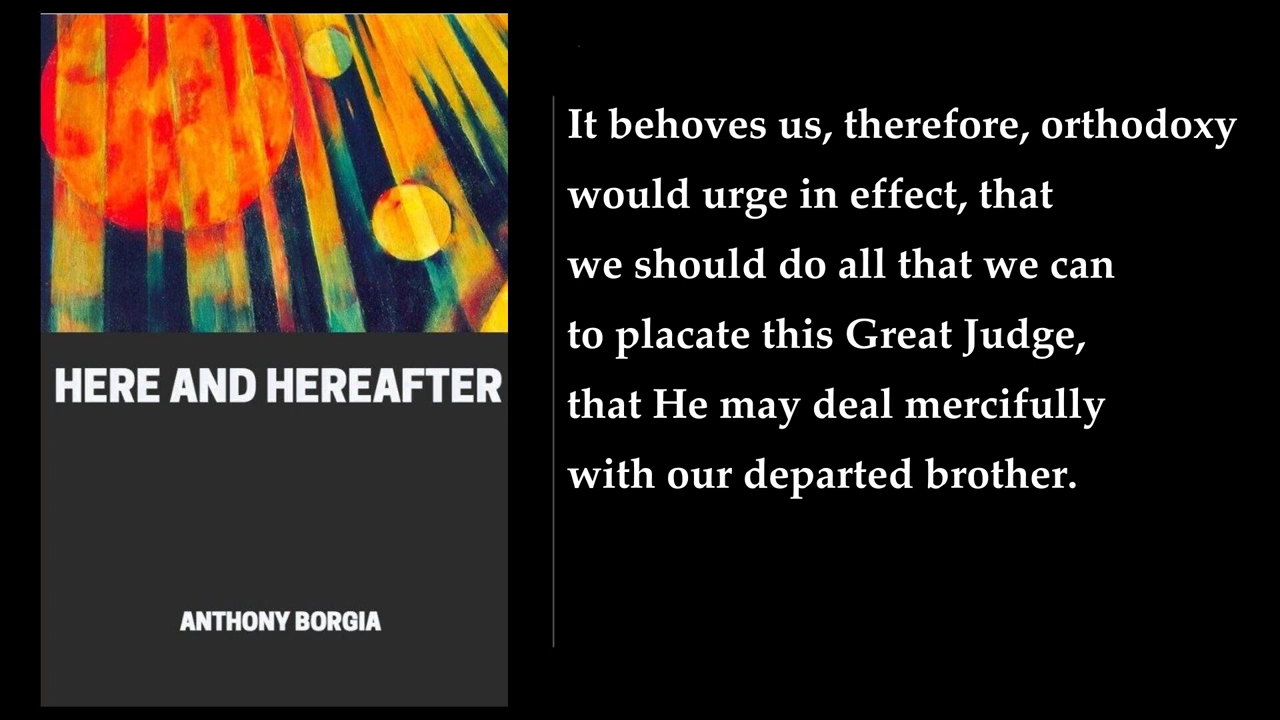 HERE AND HEREAFTER
ANTHONY BORGIA
It behoves us, therefore, orthodoxy
would urge in effect, that
we should do all that we can
to placate this Great Judge,
that He may deal mercifully
with our departed brother.